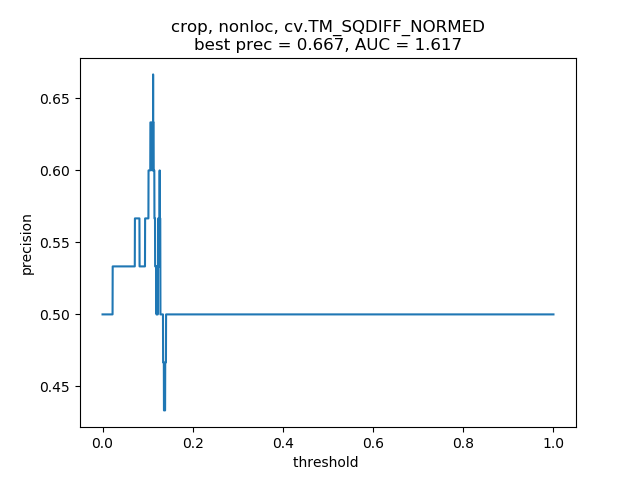 crop, nonloc, cv.TM_SQDIFF_NORMED
best prec = 0.667, AUC = 1.617
0.65
0.60
0.55
0.50
0.45
precision
0.0 0.2 0.4 0.6 0.8 1.0
threshold